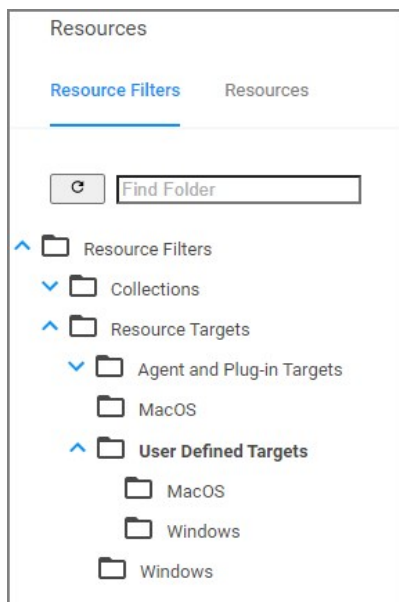 Resources
Resource Filters Resources
Find Folder
Resource Filters
Collections
Resource Targets
Agent and Plug-in Targets
MacOS
User Defined Targets
MacOS
Windows
Windows